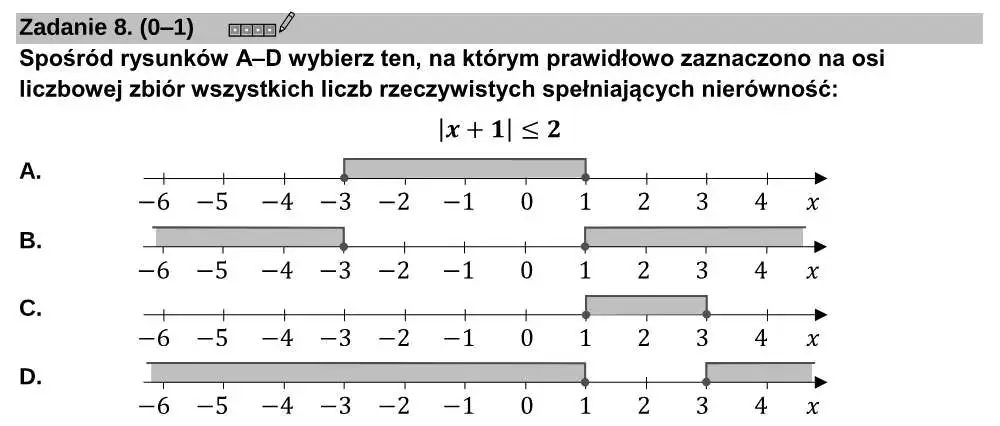 Zadanie 8. (0–1)
Spośród rysunków A–D wybierz ten, na którym prawidłowo zaznaczono na osi
liczbowej zbiór wszystkich liczb rzeczywistych spełniających nierówność:
|x + 1| ≤ 2
A.
−6 −5 −4 −3 −2 −1 0 1 2 3 4 x
B.
−6 −5 −4 −3 −2 −1 0 1 2 3 4 x
C.
−6 −5 −4 −3 −2 −1 0 1 2 3 4 x
D.
−6 −5 −4 −3 −2 −1 0 1 2 3 4 x